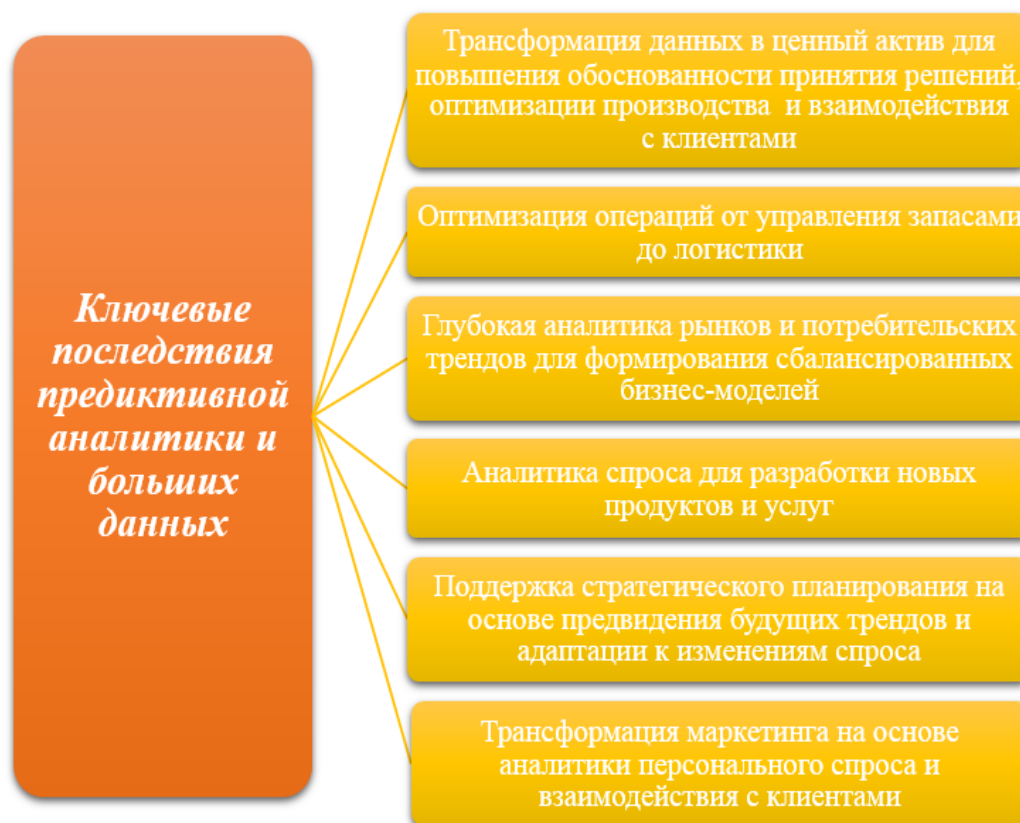 Ключевые
последствия
предиктивной
аналитики и
больших
данных
Трансформация данных в ценный актив для
повышения обоснованности принятия решений,
оптимизации производства и взаимодействия
с клиентами
Оптимизация операций от управления запасами
до логистики
Глубокая аналитика рынков и потребительских
трендов для формирования сбалансированных
бизнес-моделей
Аналитика спроса для разработки новых
продуктов и услуг
Поддержка стратегического планирования на
основе предвидения будущих трендов и
адаптации к изменениям спроса
Трансформация маркетинга на основе
аналитики персонального спроса и
взаимодействия с клиентами